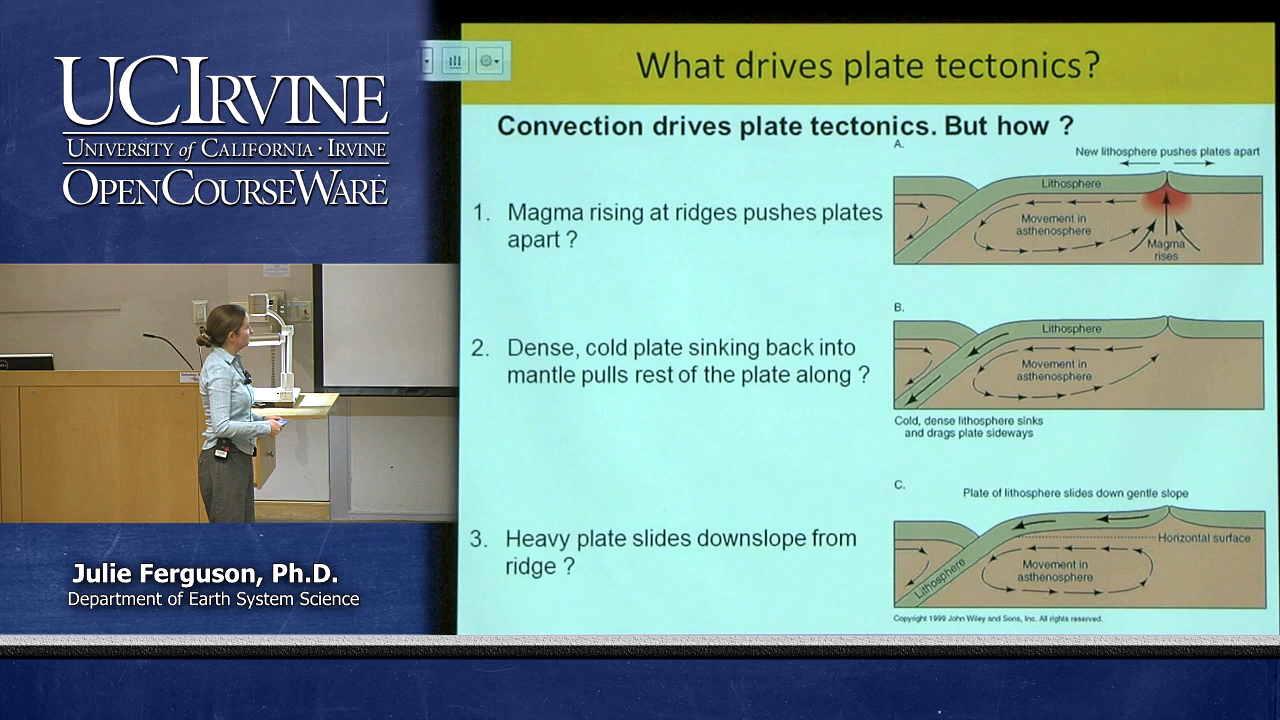 UCIRVINE
UNIVERSITY of CALIFORNIA · IRVINE
OPENCOURSEWARE
Julie Ferguson, Ph.D.
Department of Earth System Science
What drives plate tectonics?
Convection drives plate tectonics. But how ?
1. Magma rising at ridges pushes plates
apart ?
2. Dense, cold plate sinking back into
mantle pulls rest of the plate along ?
3. Heavy plate slides downslope from
ridge ?
A.
New lithosphere pushes plates apart
Lithosphere
Movement in
asthenosphere
Magma
rises
B.
Lithosphere
Movement in
asthenosphere
Cold, dense lithosphere sinks
and drags plate sideways
C.
Plate of lithosphere slides down gentle slope
Horizontal surface
Lithosphere
Movement in
asthenosphere
Copyright 1999 John Wiley and Sons, Inc. All rights reserved.